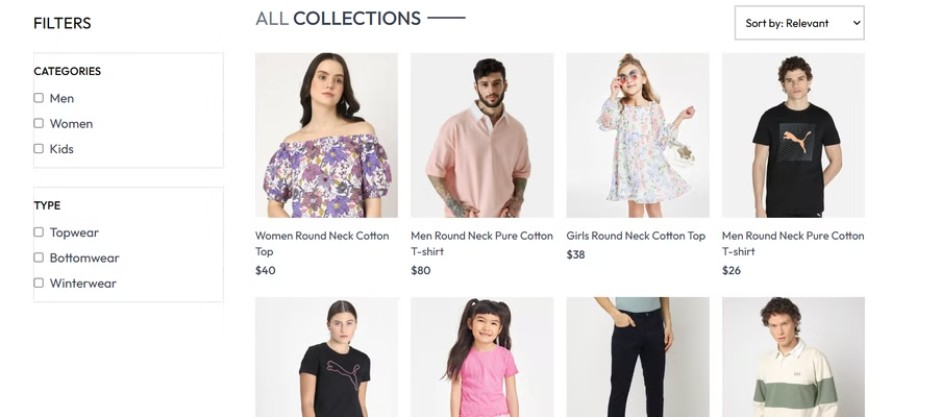 FILTERS
CATEGORIES
Men
Women
Kids
TYPE
Topwear
Bottomwear
Winterwear
ALL COLLECTIONS
Sort by: Relevant
Women Round Neck Cotton
Top
$40
Men Round Neck Pure Cotton
T-shirt
$80
Girls Round Neck Cotton Top
$38
Men Round Neck Pure Cotton
T-shirt
$26